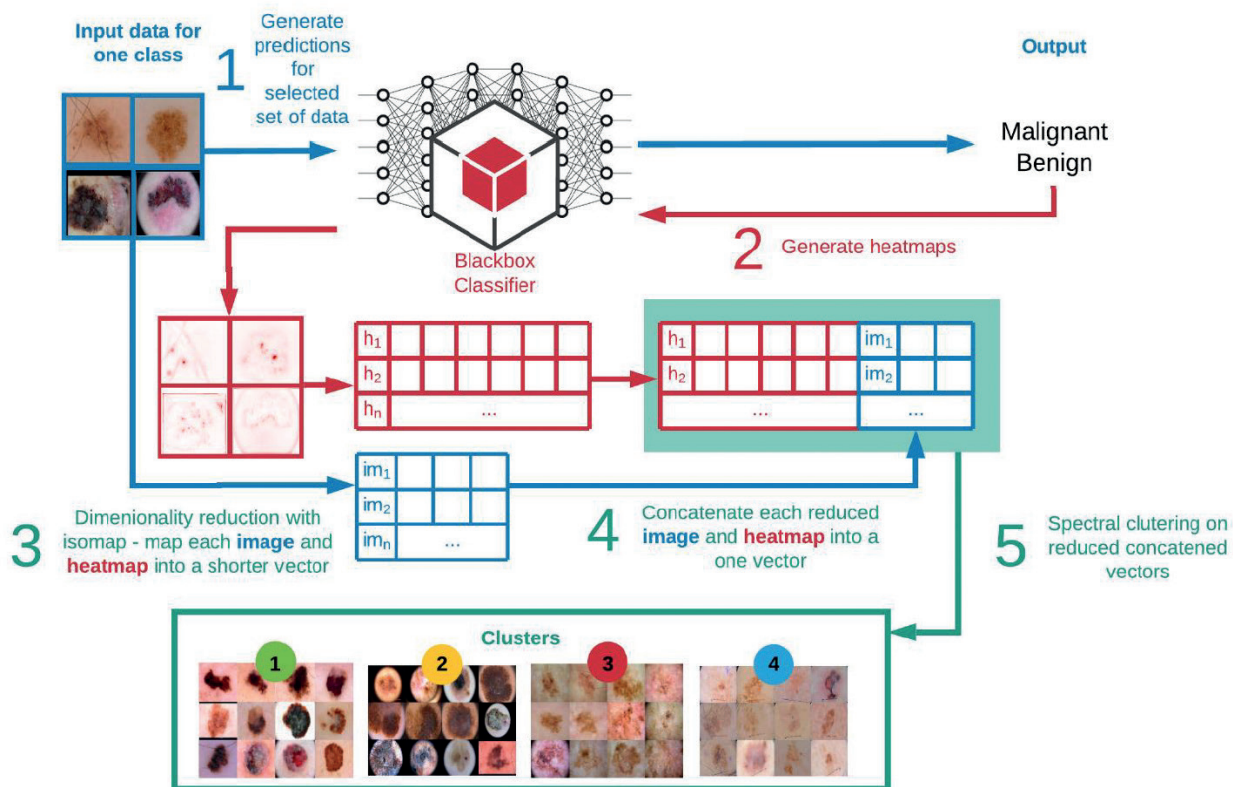 Input data for
one class
1
Generate
predictions
for
selected
set of data
Output
Malignant
Benign
Blackbox
Classifier
2
Generate heatmaps
h1
h2
hn
...
h1
h2
...
im1
im2
...
im1
im2
imn
...
3
Dimenionality reduction with
isomap - map each image and
heatmap into a shorter vector
4
Concatenate each reduced
image and heatmap into a
one vector
5
Spectral clutering on
reduced concatened
vectors
Clusters
1
2
3
4